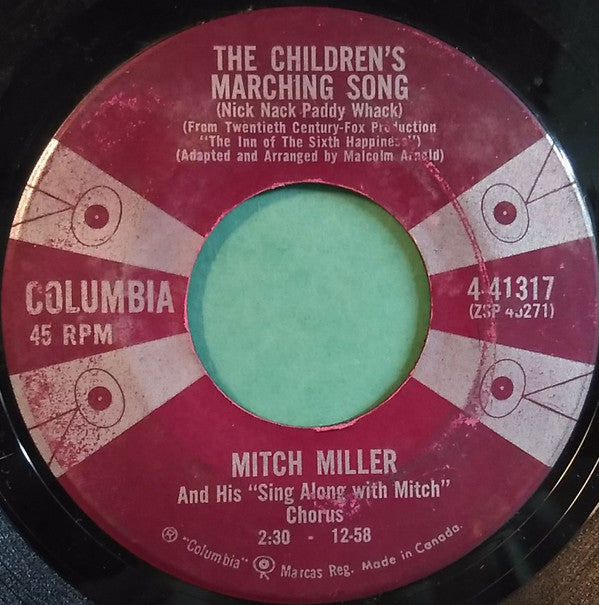 THE CHILDREN'S
MARCHING SONG
(Nick Nack Paddy Whack)
(From Twentieth Century-Fox Production
"The Inn of The Sixth Happiness")
(Adapted and Arranged by Malcolm Arnold)
COLUMBIA
45 RPM
4-41317
MITCH MILLER
And His "Sing Along with Mitch"
Chorus
2:30 - 12-58
® "Columbia" Marcas Reg. Made in Canada.